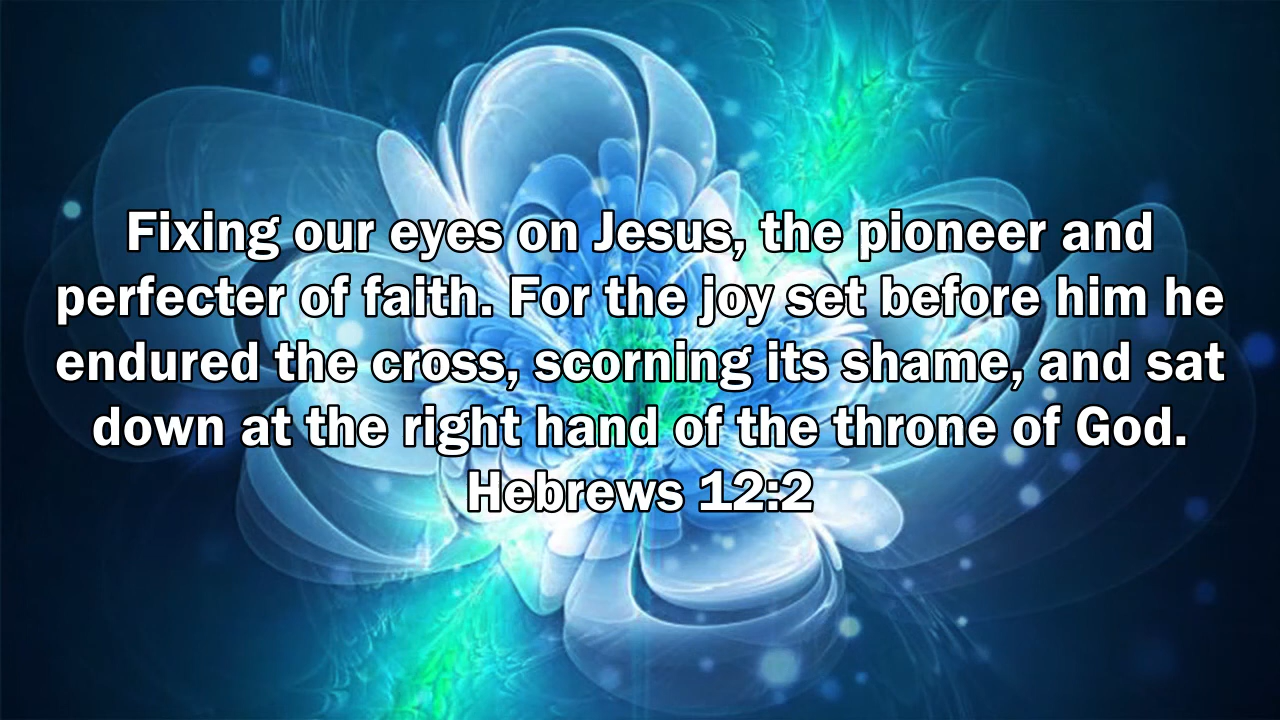 Fixing our eyes on Jesus, the pioneer and
perfecter of faith. For the joy set before him he
endured the cross, scorning its shame, and sat
down at the right hand of the throne of God.
Hebrews 12:2